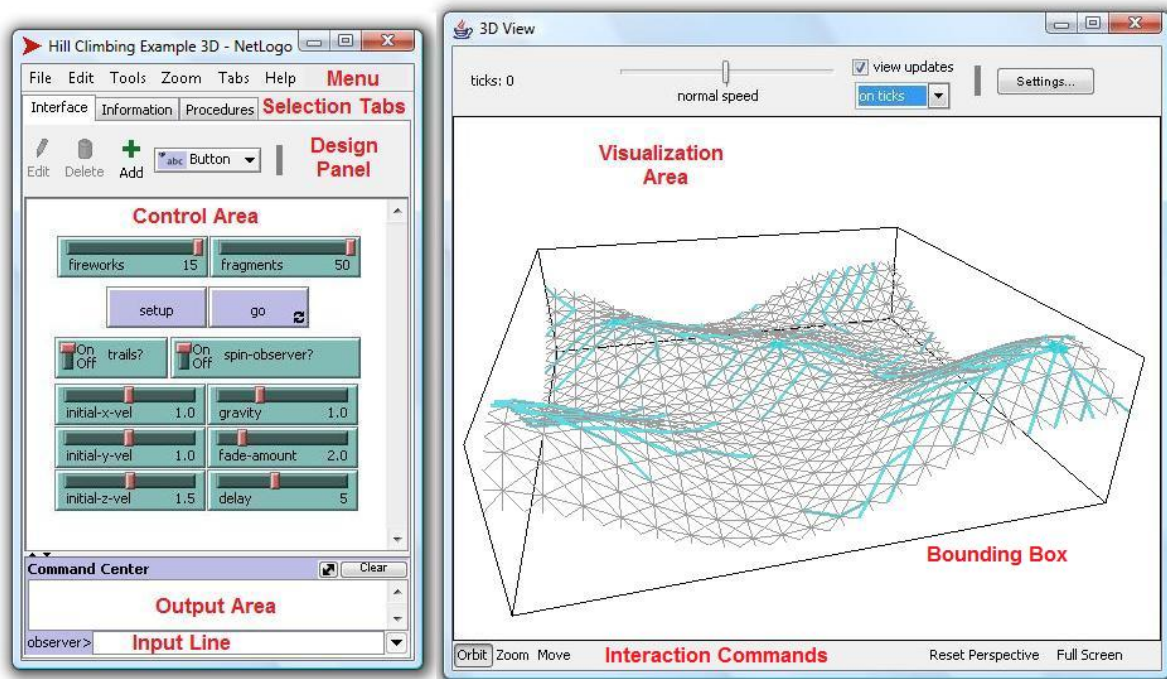 Hill Climbing Example 3D - NetLogo
File Edit Tools Zoom Tabs Help Menu
Interface Information Procedures Selection Tabs
Edit Delete Add abc Button Design
Panel
Control Area
fireworks 15 fragments 50
setup go
On
Off trails? On
Off spin-observer?
initial-x-vel 1.0 gravity 1.0
initial-y-vel 1.0 fade-amount 2.0
initial-z-vel 1.5 delay 5
Command Center Clear
Output Area
observer> Input Line
3D View
ticks: 0 normal speed view updates
on ticks Settings...
Visualization
Area
Bounding Box
Orbit Zoom Move Interaction Commands Reset Perspective Full Screen